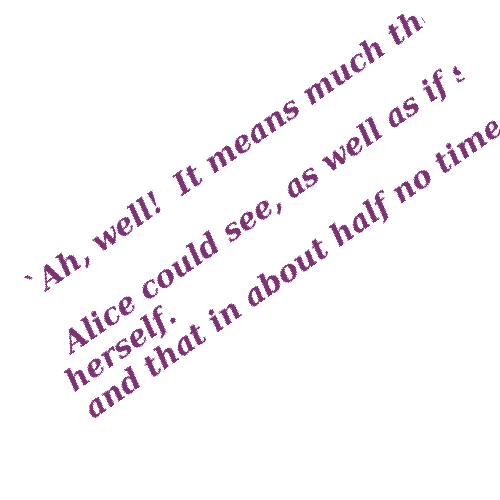 `Ah, well!  It means much
Alice could see, as well as if
herself.
and that in about half no time